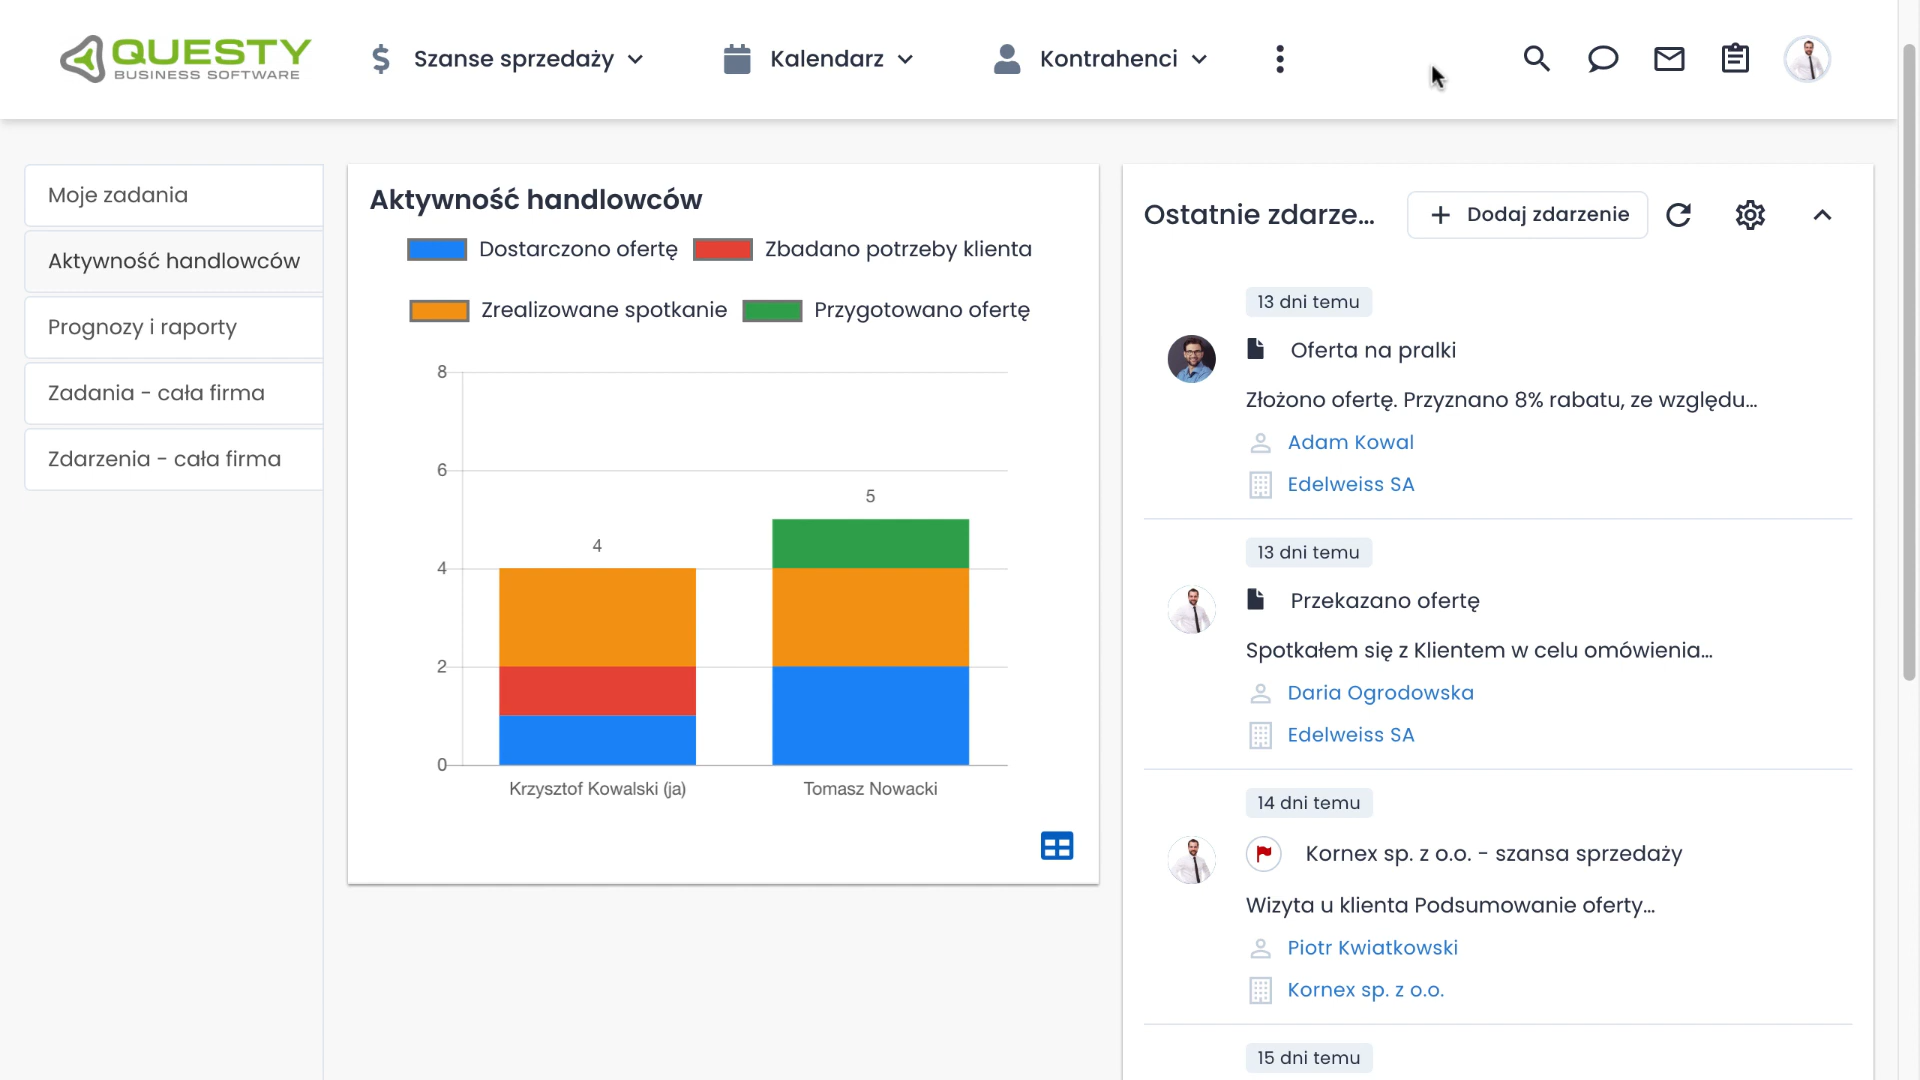 QUESTY
BUSINESS SOFTWARE
Szanse sprzedaży
Kalendarz
Kontrahenci
Moje zadania
Aktywność handlowców
Prognozy i raporty
Zadania - cała firma
Zdarzenia - cała firma
Aktywność handlowców
Dostarczono ofertę
Zbadano potrzeby klienta
Zrealizowane spotkanie
Przygotowano ofertę
8
6
4
2
0
4
5
Krzysztof Kowalski (ja)
Tomasz Nowacki
Ostatnie zdarze...
Dodaj zdarzenie
13 dni temu
Oferta na pralki
Złożono ofertę. Przyznano 8% rabatu, ze względu...
Adam Kowal
Edelweiss SA
13 dni temu
Przekazano ofertę
Spotkałem się z Klientem w celu omówienia...
Daria Ogrodowska
Edelweiss SA
14 dni temu
Kornex sp. z o.o. - szansa sprzedaży
Wizyta u klienta Podsumowanie oferty...
Piotr Kwiatkowski
Kornex sp. z o.o.
15 dni temu